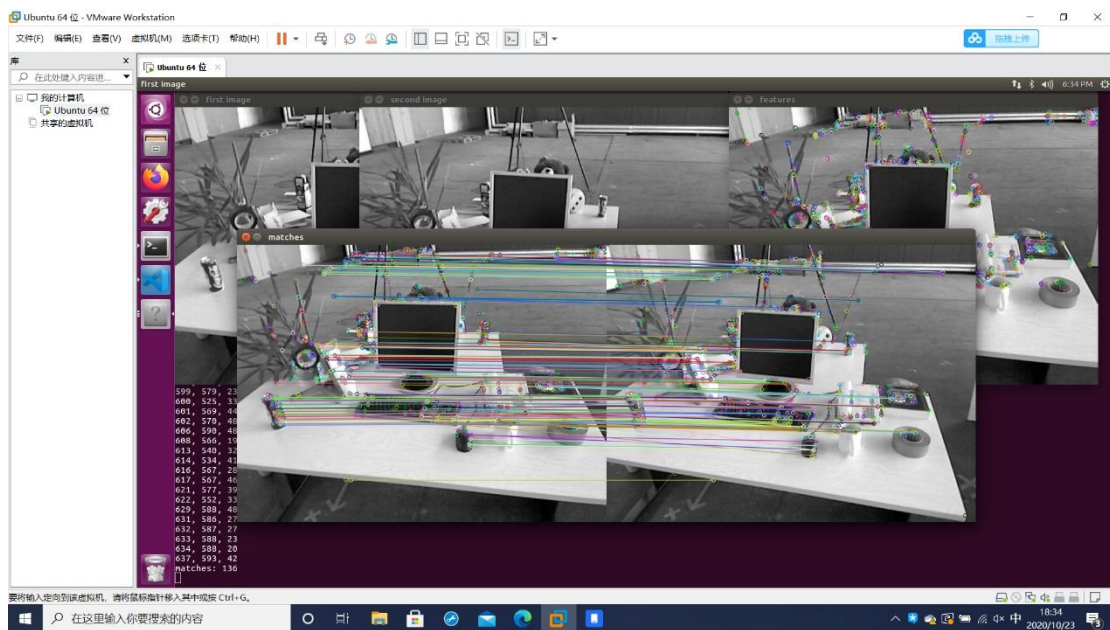 Ubuntu 64 位 - VMware Workstation
文件(F) 编辑(E) 查看(V) 虚拟机(M) 选项卡(T) 帮助(H)
拖拽上传
库
在此处键入内容进...
我的计算机
Ubuntu 64 位
共享的虚拟机
Ubuntu 64 位
first image
6:34 PM
first image
second image
features
matches
599, 579, 23
600, 525, 33
601, 569, 44
602, 570, 48
606, 590, 48
608, 566, 19
613, 540, 32
614, 534, 41
616, 567, 28
617, 567, 46
621, 577, 39
622, 552, 33
629, 588, 48
631, 586, 27
632, 587, 27
633, 588, 23
634, 588, 20
637, 593, 42
matches: 136
要将输入定向到该虚拟机，请将鼠标指针移入其中或按 Ctrl+G。
在这里输入你要搜索的内容
中
18:34
2020/10/23